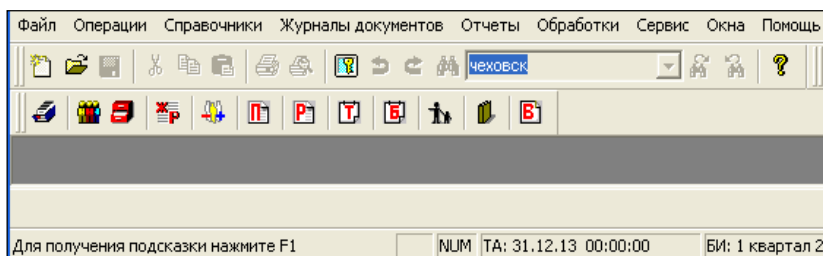 Файл Операции Справочники Журналы документов Отчеты Обработки Сервис Окна Помощь
чеховск
P П Р Т Б В
Для получения подсказки нажмите F1 NUM TA: 31.12.13 00:00:00 БИ: 1 квартал 2